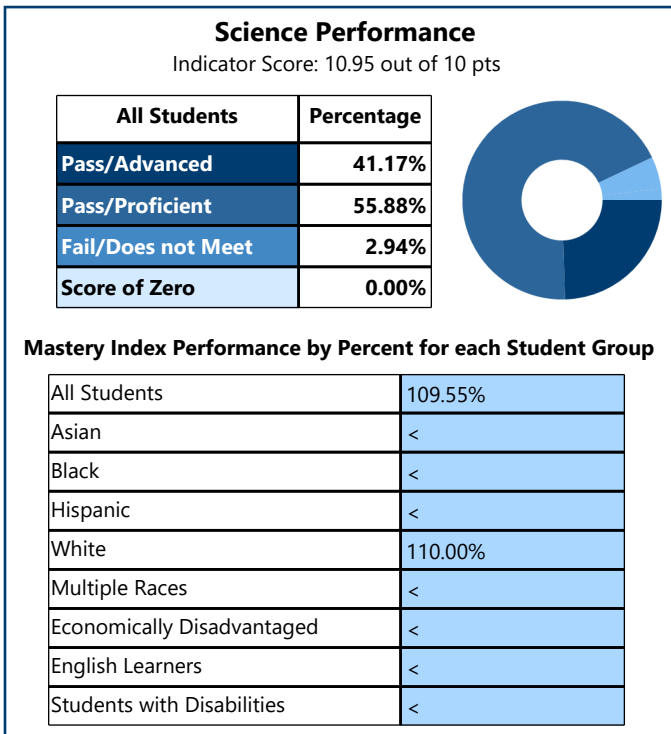 Science Performance
Indicator Score: 10.95 out of 10 pts
All Students Percentage
Pass/Advanced 41.17%
Pass/Proficient 55.88%
Fail/Does not Meet 2.94%
Score of Zero 0.00%
Mastery Index Performance by Percent for each Student Group
All Students 109.55%
Asian <
Black <
Hispanic <
White 110.00%
Multiple Races <
Economically Disadvantaged <
English Learners <
Students with Disabilities <